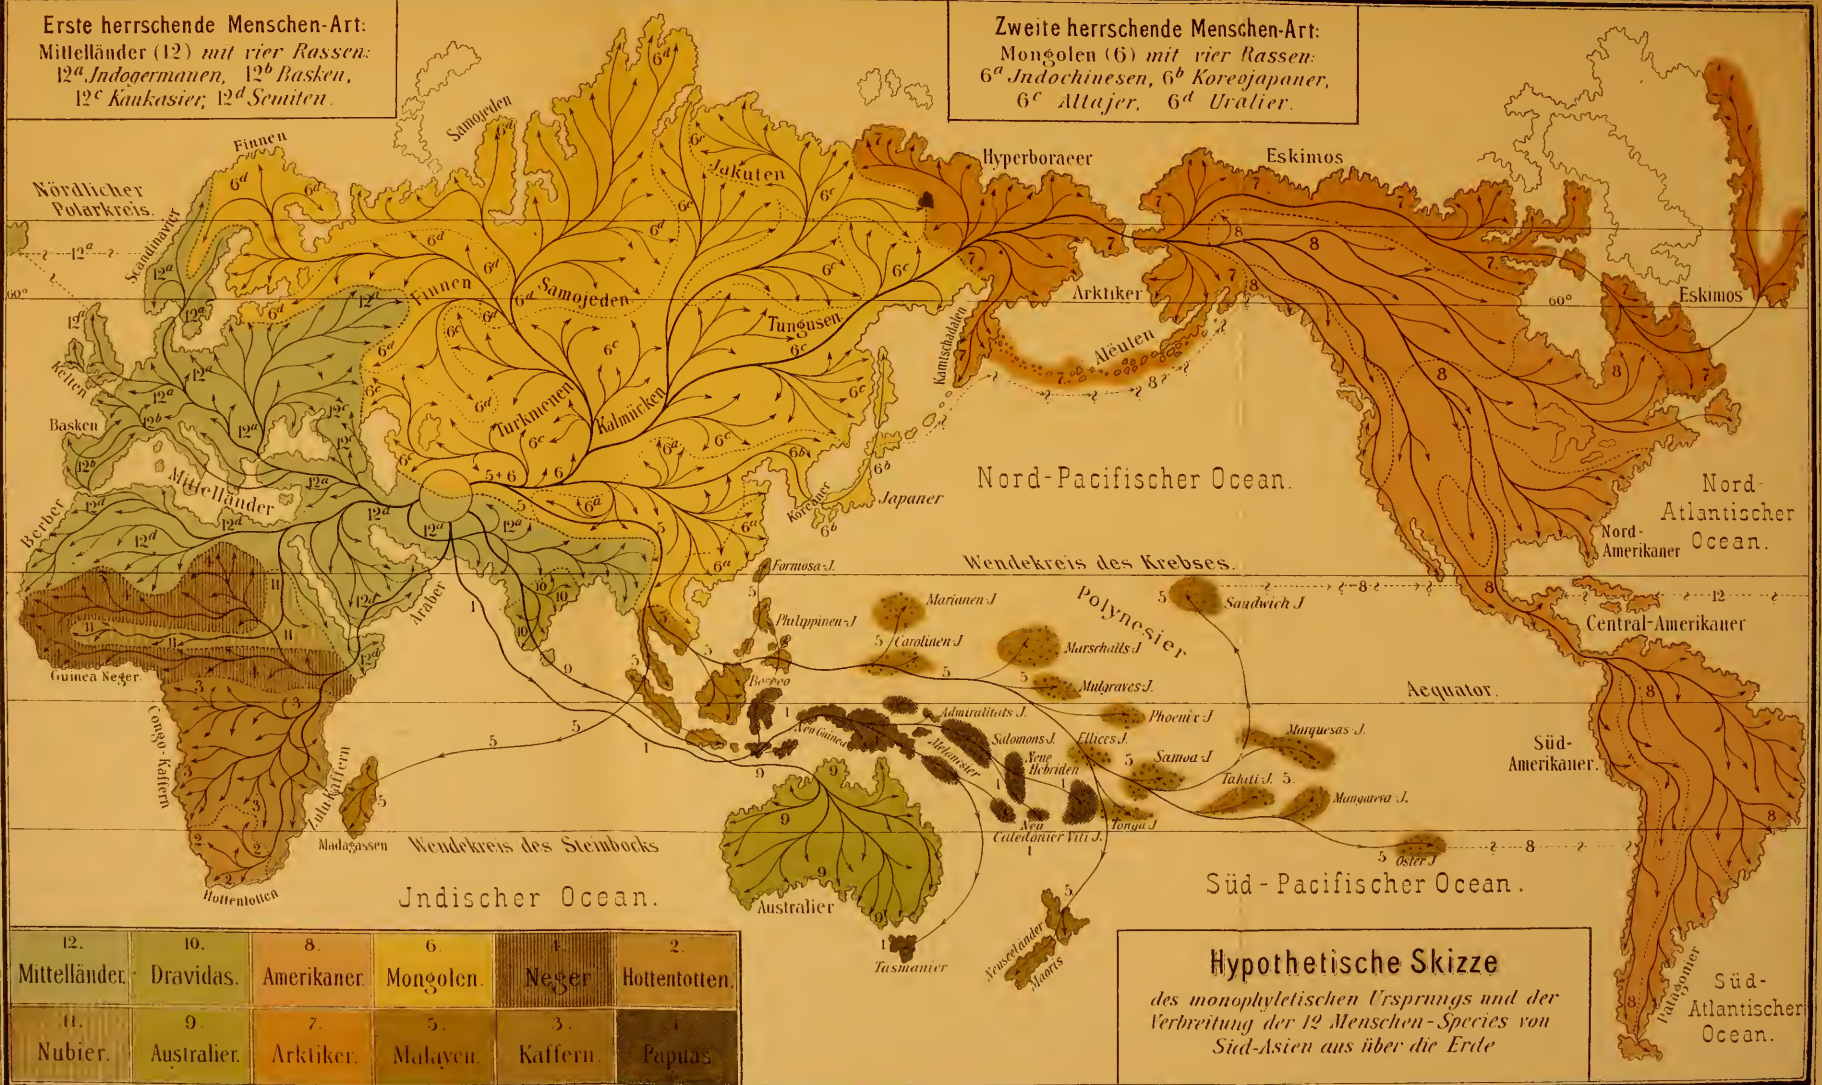 Erste herrschende Menschen-Art:
Mittelländer (12) mit vier Rassen:
12a Jndogermanen, 12b Basken,
12c Kaukasier, 12d Semiten.
Zweite herrschende Menschen-Art:
Mongolen (6) mit vier Rassen:
6a Jndochinesen, 6b Koreojapaner,
6c Altajer, 6d Uralier.
Nördlicher
Polarkreis.
Finnen
Scandinavier
Samojeden
Jakuten
Hyperboraeer
Eskimos
Eskimos
60°
60°
Finnen
Samojeden
Tungusen
Arktiker
Kamtschadalen
Alëuten
Kelten
Basken
Turkmenen
Kalmücken
Mittelländer
Berber
Koreaner
Japaner
Nord-Pacifischer Ocean.
Nord-
Atlantischer
Ocean.
Nord-
Amerikaner
Araber
Formosa-J.
Wendekreis des Krebses.
Philippinen-J
Marianen-J
Carolinen J
Polynesier
Sandwich J
Marschalls J
Mulgraves-J.
Central-Amerikaner
Guinea Neger.
Borneo
Aequator.
Congo-Kaffern
Neu Guinea
Admiralitäts J.
Phoenix J
Melanesier
Salomons-J.
Ellices J.
Neue
Hebriden
Samoa J
Marquesas-J.
Süd-
Amerikaner.
Zulu Kaffern
Tahiti-J.
Mangareva-J.
Neu
Caledonier
Viti J.
Tonga J
Madagassen
Wendekreis des Steinbocks
Oster J
Hottentotten
Jndischer Ocean.
Australier
Süd-Pacifischer Ocean.
Tasmanier
Neuseeländer
Maoris
Patagonier
Süd-
Atlantischer
Ocean.
12. 10. 8. 6. 4. 2.
Mittelländer. Dravidas. Amerikaner. Mongolen. Neger Hottentotten.
11. 9. 7. 5. 3. 1
Nubier. Australier. Arktiker. Malayen. Kaffern. Papuas
Hypothetische Skizze
des monophyletischen Ursprungs und der
Verbreitung der 12 Menschen-Species von
Süd-Asien aus über die Erde